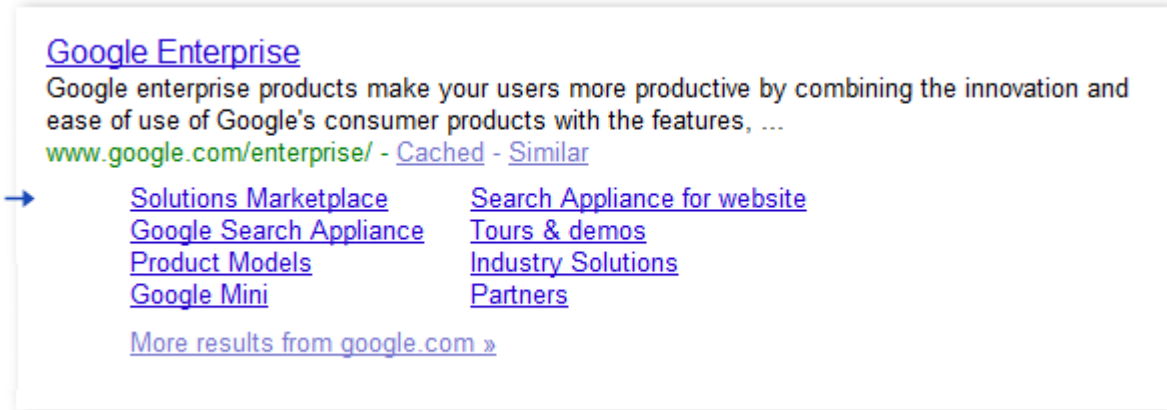 Google Enterprise
Google enterprise products make your users more productive by combining the innovation and
ease of use of Google's consumer products with the features, ...
www.google.com/enterprise/ - Cached - Similar
Solutions Marketplace Search Appliance for website
Google Search Appliance Tours & demos
Product Models Industry Solutions
Google Mini Partners
More results from google.com »